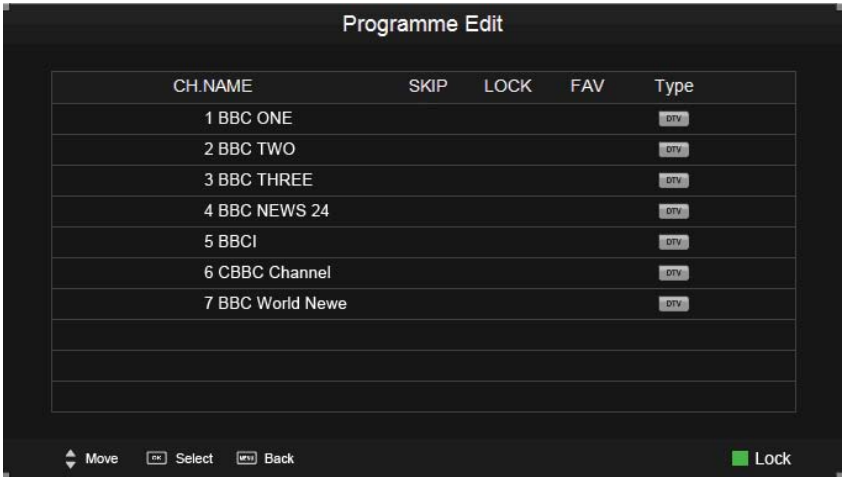 Programme Edit
CH.NAME SKIP LOCK FAV Type
1 BBC ONE DTV
2 BBC TWO DTV
3 BBC THREE DTV
4 BBC NEWS 24 DTV
5 BBCI DTV
6 CBBC Channel DTV
7 BBC World Newe DTV
Move OK Select MENU Back Lock